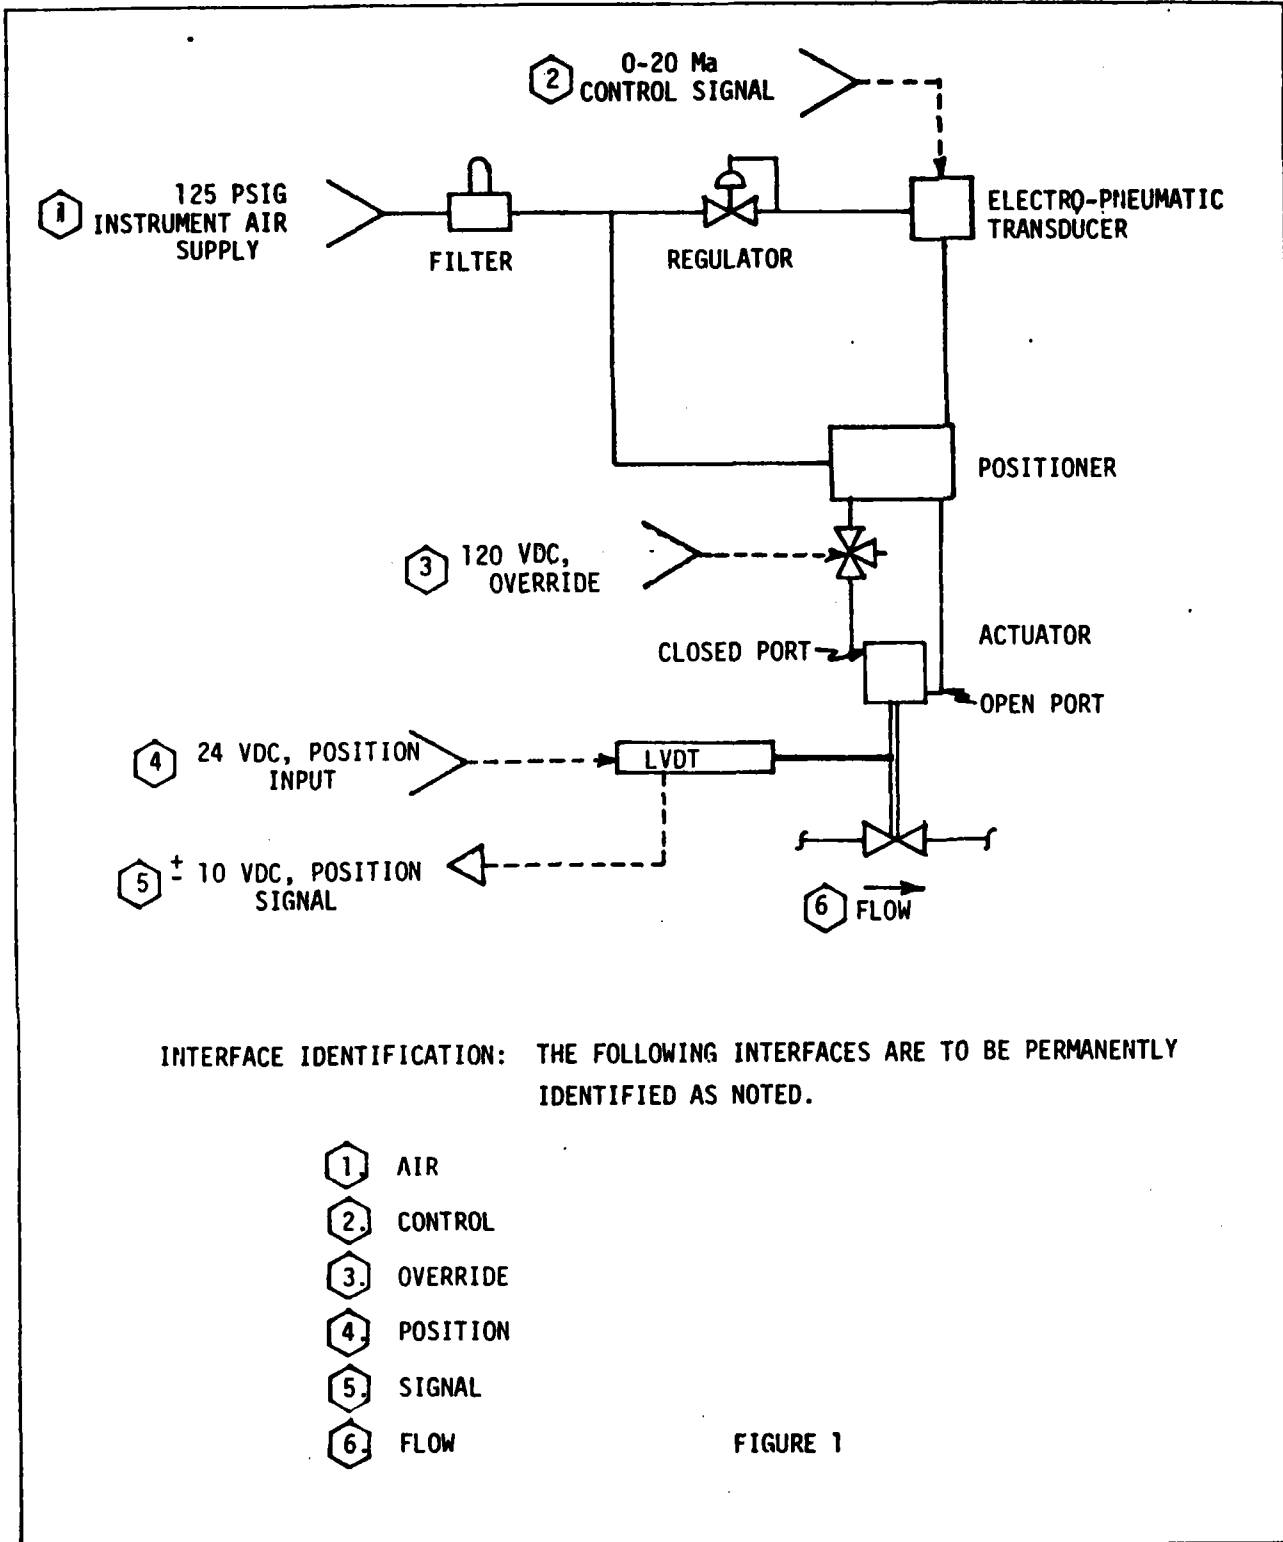 2
0-20 Ma
CONTROL SIGNAL
1
125 PSIG
INSTRUMENT AIR
SUPPLY
FILTER
REGULATOR
ELECTRO-PNEUMATIC
TRANSDUCER
POSITIONER
3
120 VDC,
OVERRIDE
CLOSED PORT
ACTUATOR
OPEN PORT
4
24 VDC, POSITION
INPUT
LVDT
5
± 10 VDC, POSITION
SIGNAL
6
FLOW
INTERFACE IDENTIFICATION: THE FOLLOWING INTERFACES ARE TO BE PERMANENTLY
IDENTIFIED AS NOTED.
1. AIR
2. CONTROL
3. OVERRIDE
4. POSITION
5. SIGNAL
6. FLOW
FIGURE 1